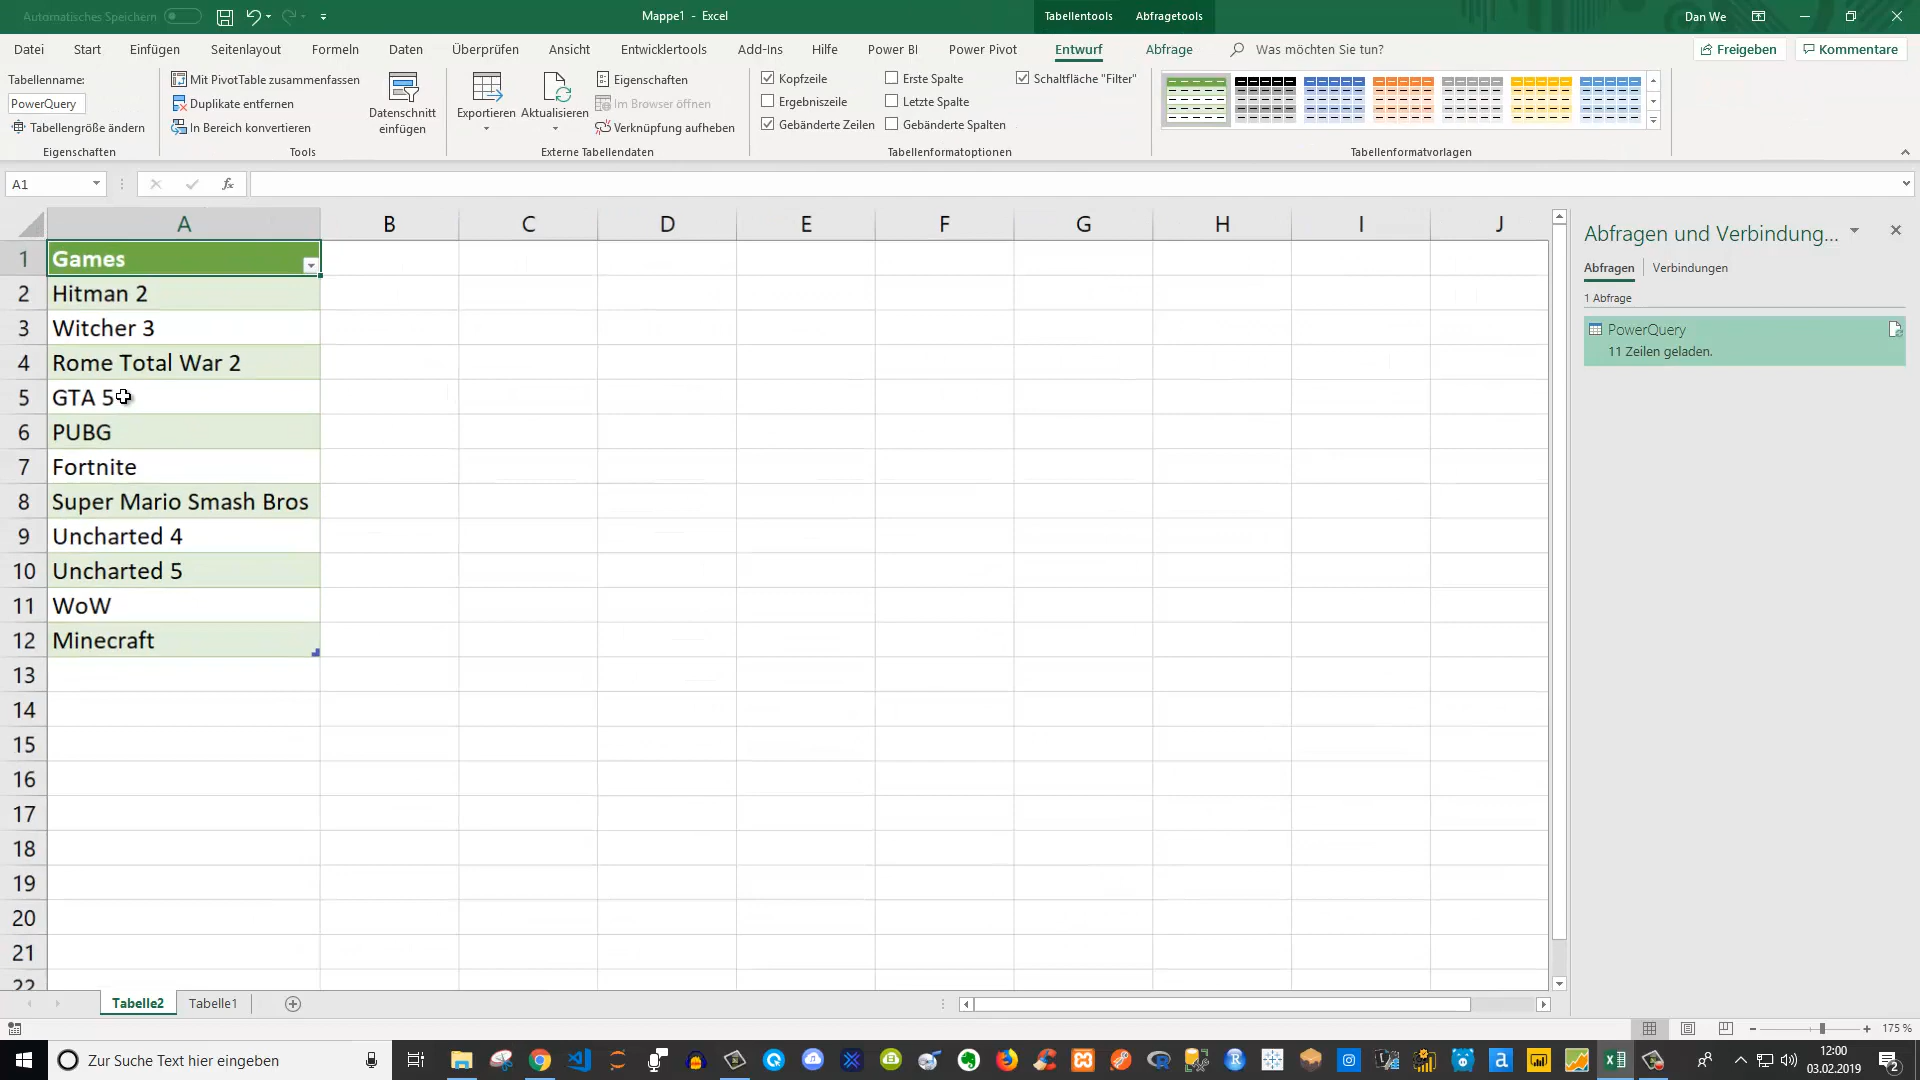 Automatisches Speichern
Mappe1 - Excel
Tabellentools
Abfragetools
Dan We
Datei
Start
Einfügen
Seitenlayout
Formeln
Daten
Überprüfen
Ansicht
Entwicklertools
Add-Ins
Hilfe
Power BI
Power Pivot
Entwurf
Abfrage
Was möchten Sie tun?
Freigeben
Kommentare
Tabellenname:
PowerQuery
Tabellengröße ändern
Eigenschaften
Mit PivotTable zusammenfassen
Duplikate entfernen
In Bereich konvertieren
Datenschnitt
einfügen
Tools
Exportieren
Aktualisieren
Eigenschaften
Im Browser öffnen
Verknüpfung aufheben
Externe Tabellendaten
Kopfzeile
Ergebniszeile
Gebänderte Zeilen
Erste Spalte
Letzte Spalte
Gebänderte Spalten
Schaltfläche "Filter"
Tabellenformatoptionen
Tabellenformatvorlagen
A1
fx
A B C D E F G H I J
1 Games
2 Hitman 2
3 Witcher 3
4 Rome Total War 2
5 GTA 5
6 PUBG
7 Fortnite
8 Super Mario Smash Bros
9 Uncharted 4
10 Uncharted 5
11 WoW
12 Minecraft
13
14
15
16
17
18
19
20
21
22
Abfragen und Verbindung...
Abfragen
Verbindungen
1 Abfrage
PowerQuery
11 Zeilen geladen.
Tabelle2
Tabelle1
175 %
Zur Suche Text hier eingeben
12:00
03.02.2019
2